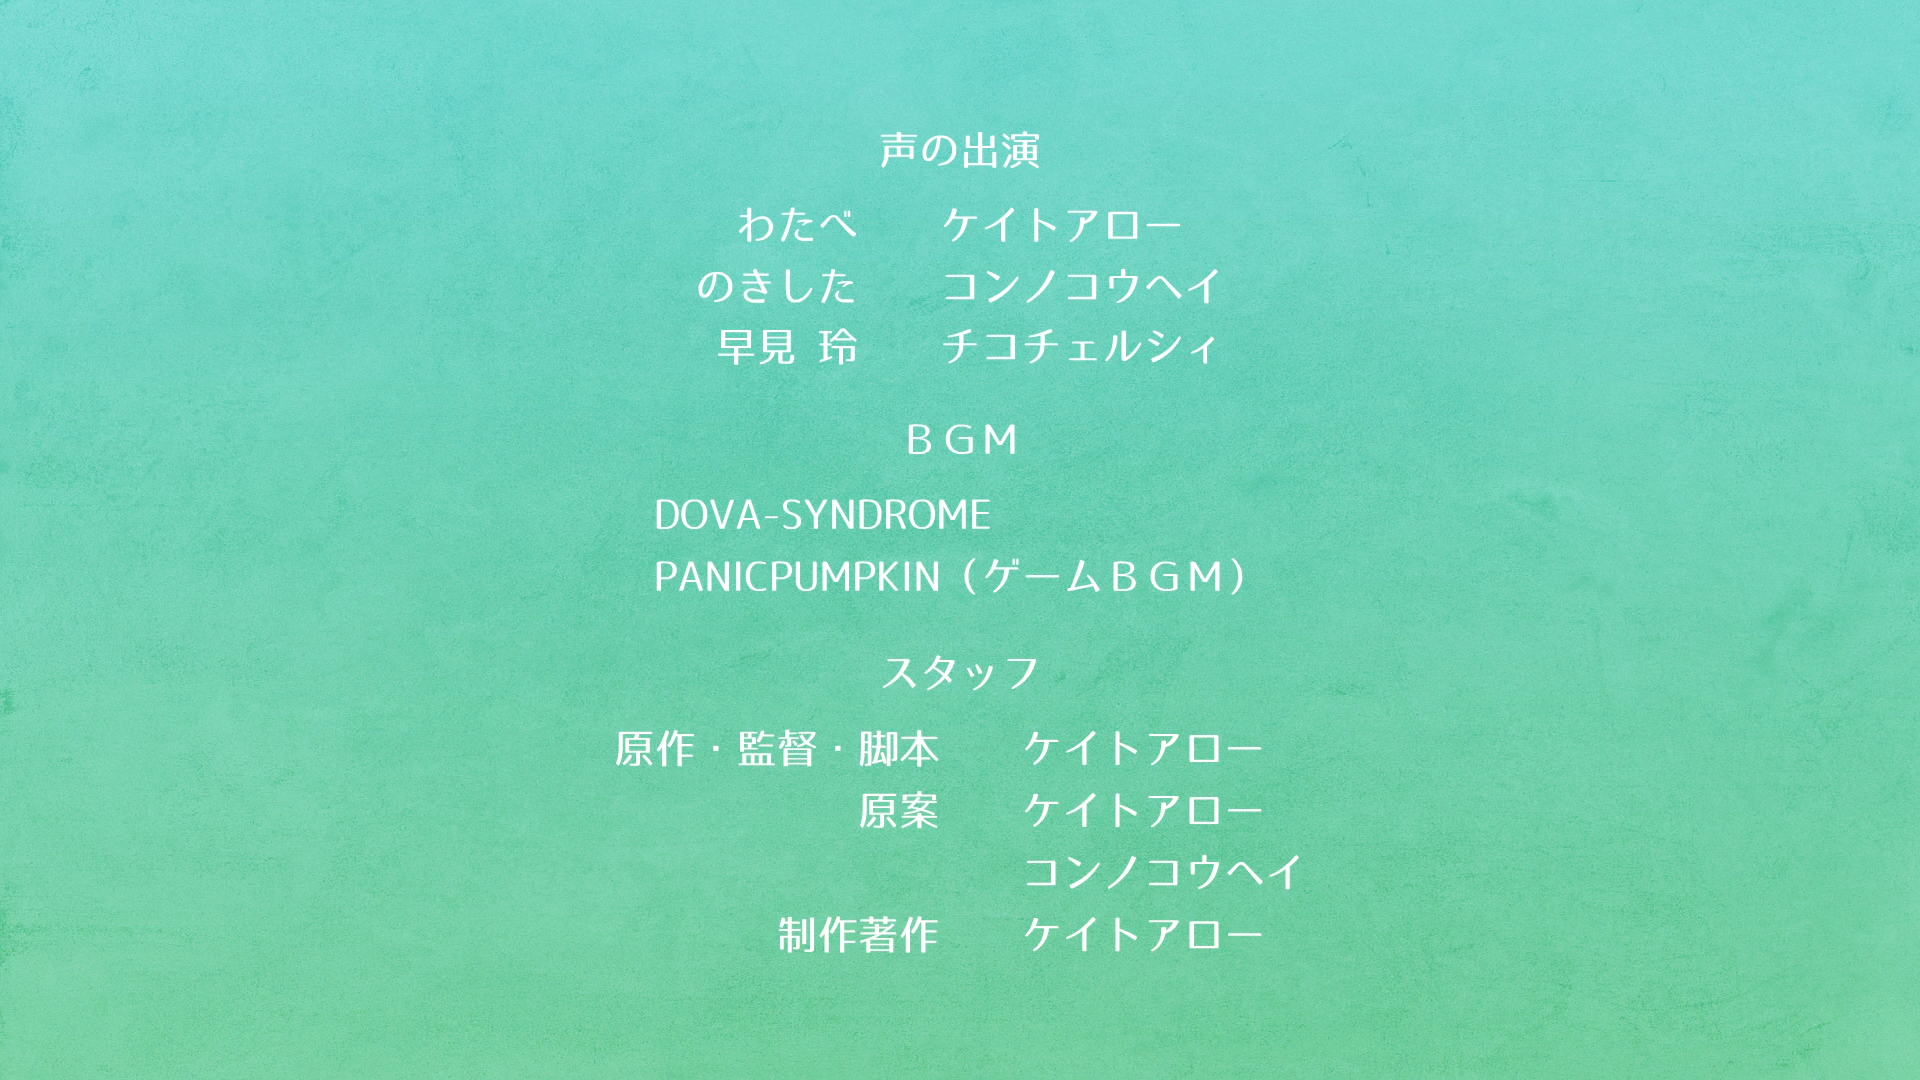 声の出演
わたべ　ケイトアロー
のきした　コンノコウヘイ
早見 玲　チコチェルシィ
ＢＧＭ
DOVA-SYNDROME
PANICPUMPKIN（ゲームＢＧＭ）
スタッフ
原作・監督・脚本　ケイトアロー
原案　ケイトアロー
コンノコウヘイ
制作著作　ケイトアロー